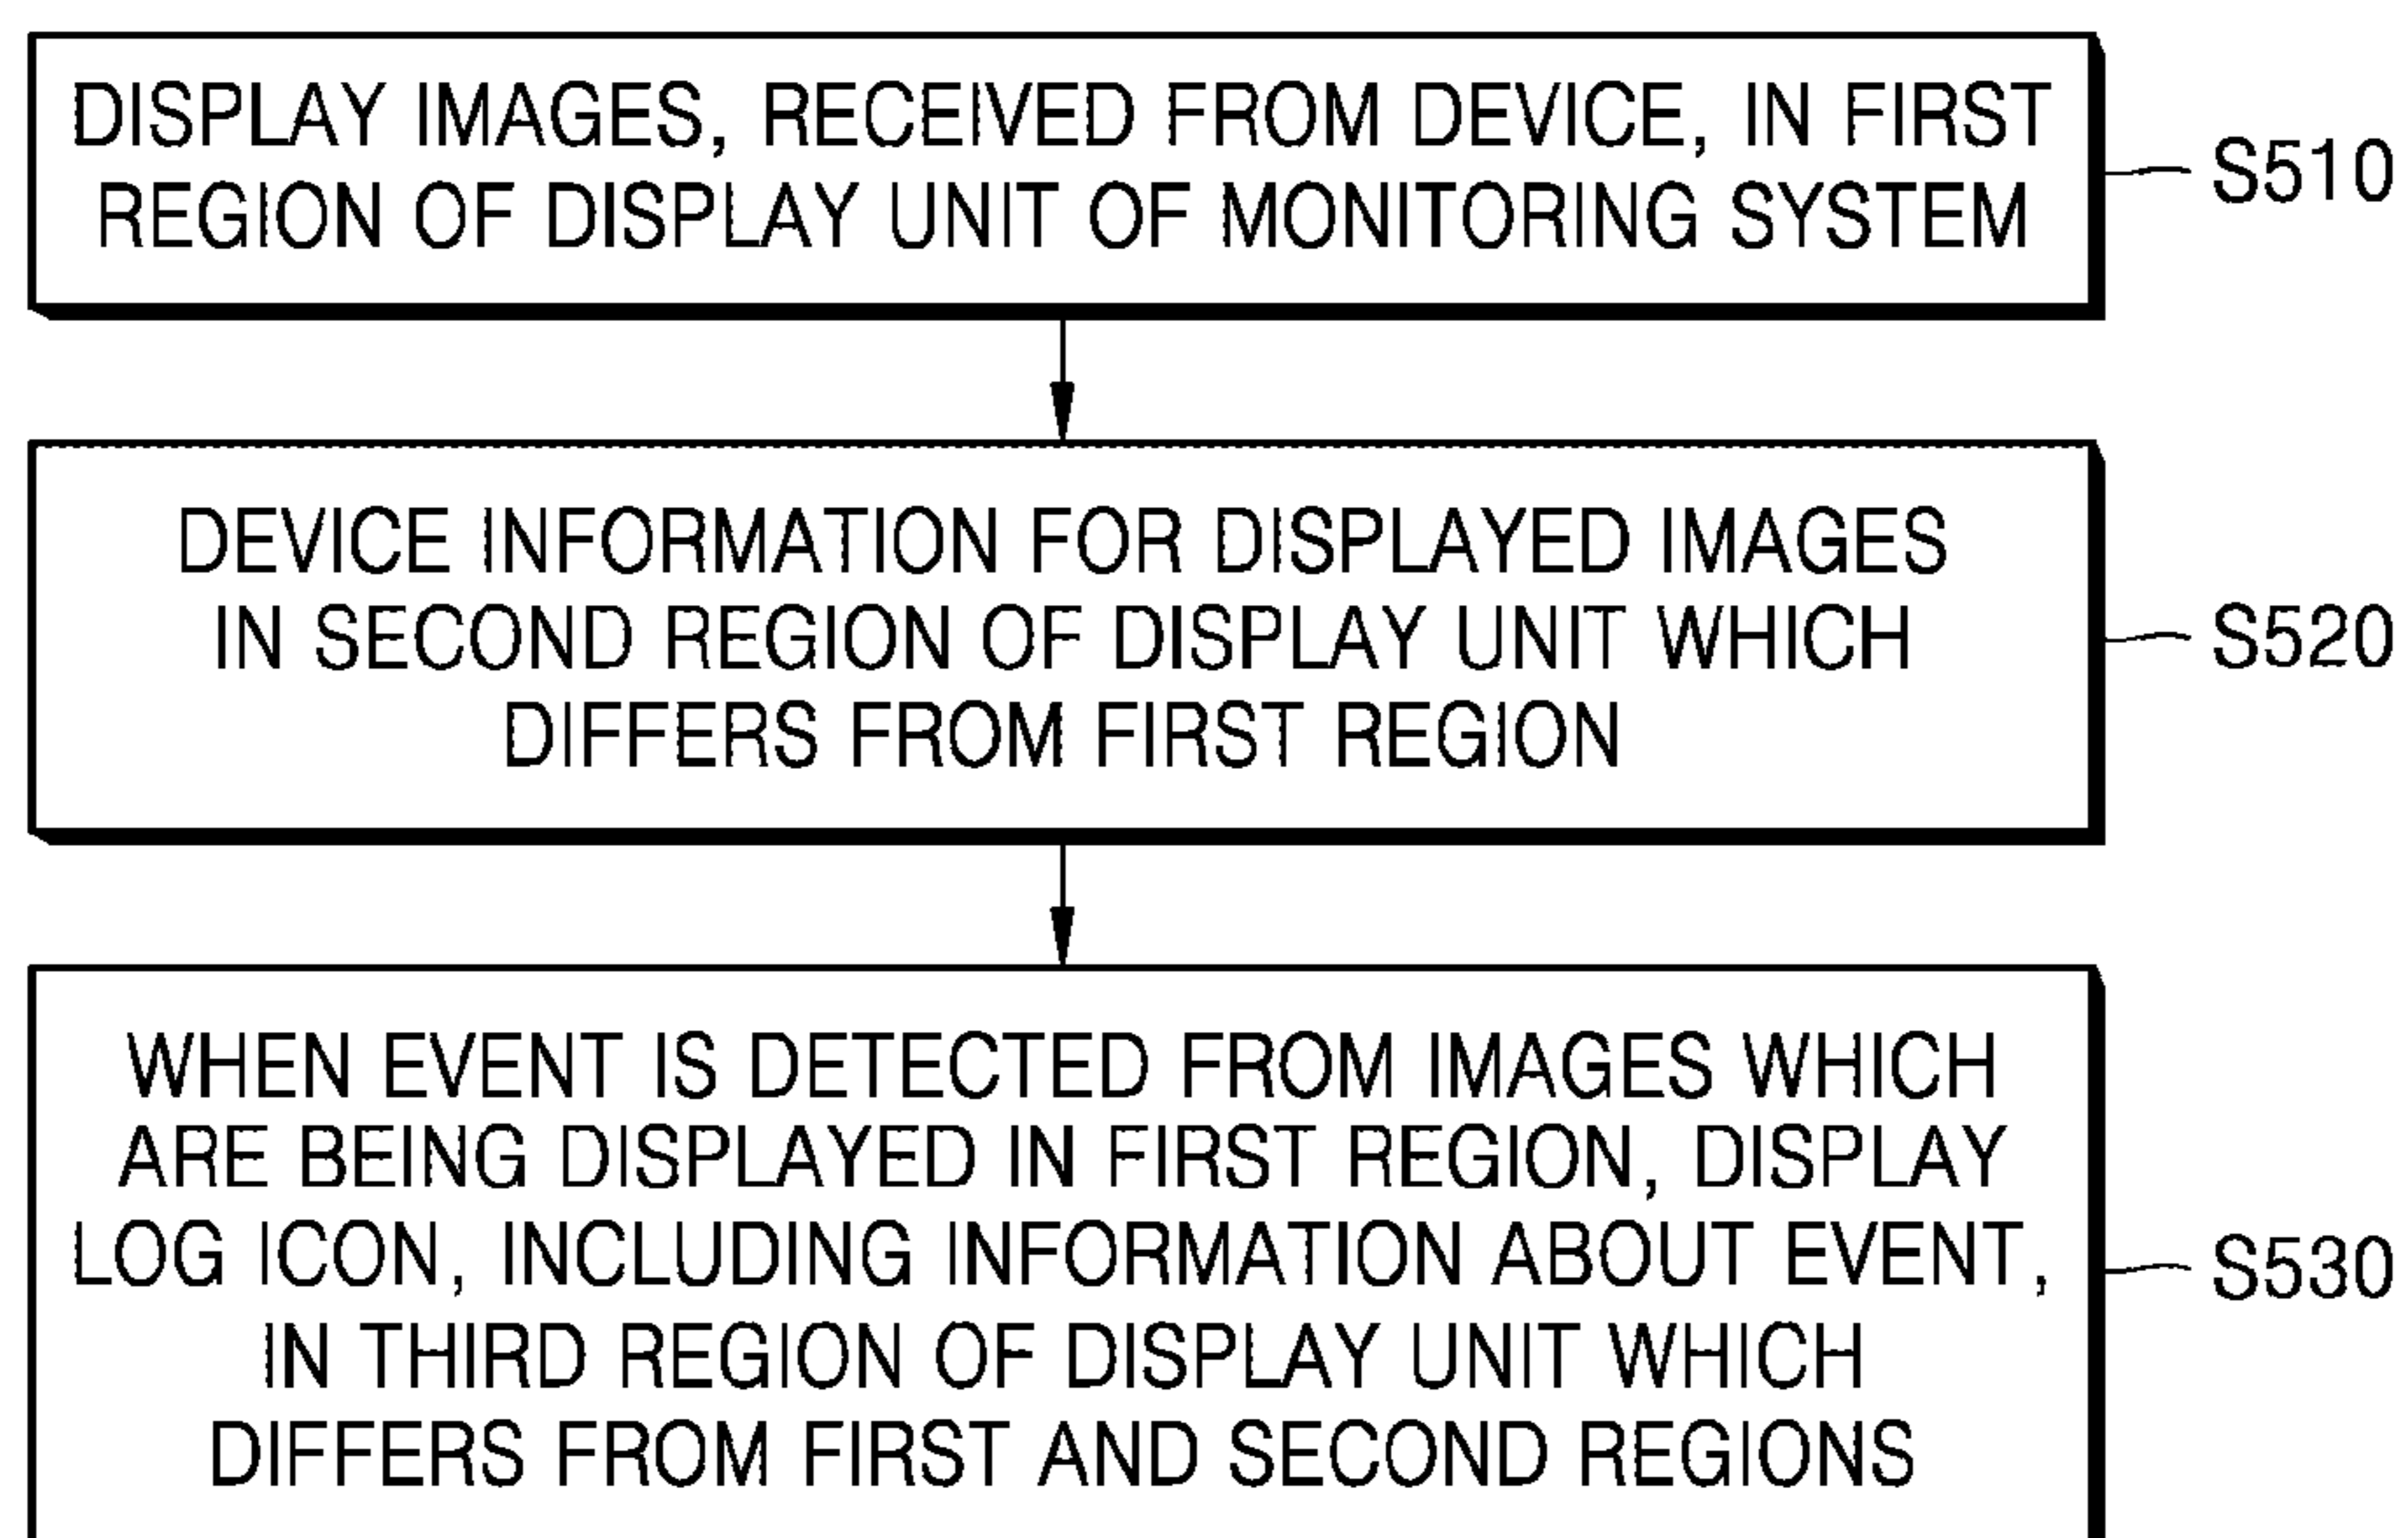 DISPLAY IMAGES, RECEIVED FROM DEVICE, IN FIRST
REGION OF DISPLAY UNIT OF MONITORING SYSTEM
S510
DEVICE INFORMATION FOR DISPLAYED IMAGES
IN SECOND REGION OF DISPLAY UNIT WHICH
DIFFERS FROM FIRST REGION
S520
WHEN EVENT IS DETECTED FROM IMAGES WHICH
ARE BEING DISPLAYED IN FIRST REGION, DISPLAY
LOG ICON, INCLUDING INFORMATION ABOUT EVENT,
IN THIRD REGION OF DISPLAY UNIT WHICH
DIFFERS FROM FIRST AND SECOND REGIONS
S530